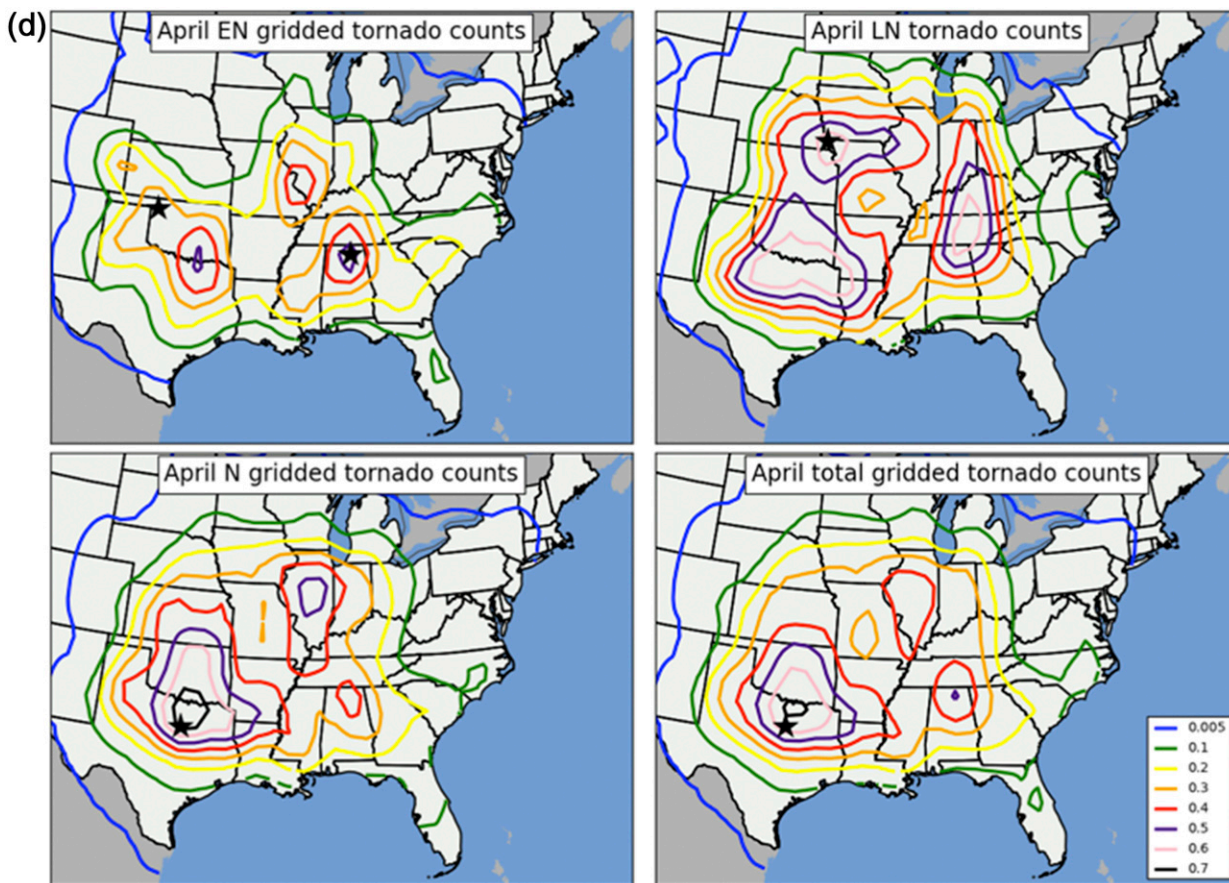 (d)
April EN gridded tornado counts
April LN tornado counts
April N gridded tornado counts
April total gridded tornado counts
0.005
0.1
0.2
0.3
0.4
0.5
0.6
0.7